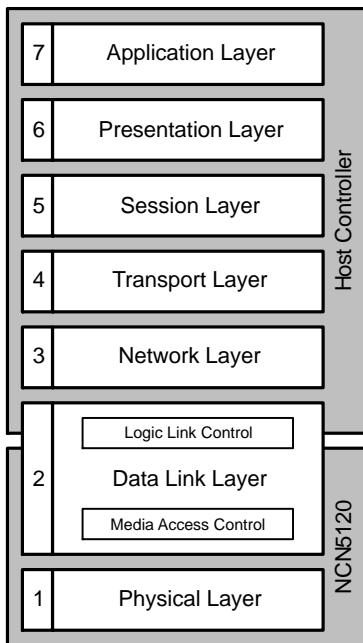 7 Application Layer
6 Presentation Layer
5 Session Layer
4 Transport Layer
3 Network Layer
Host Controller
Logic Link Control
2 Data Link Layer
Media Access Control
1 Physical Layer
NCN5120